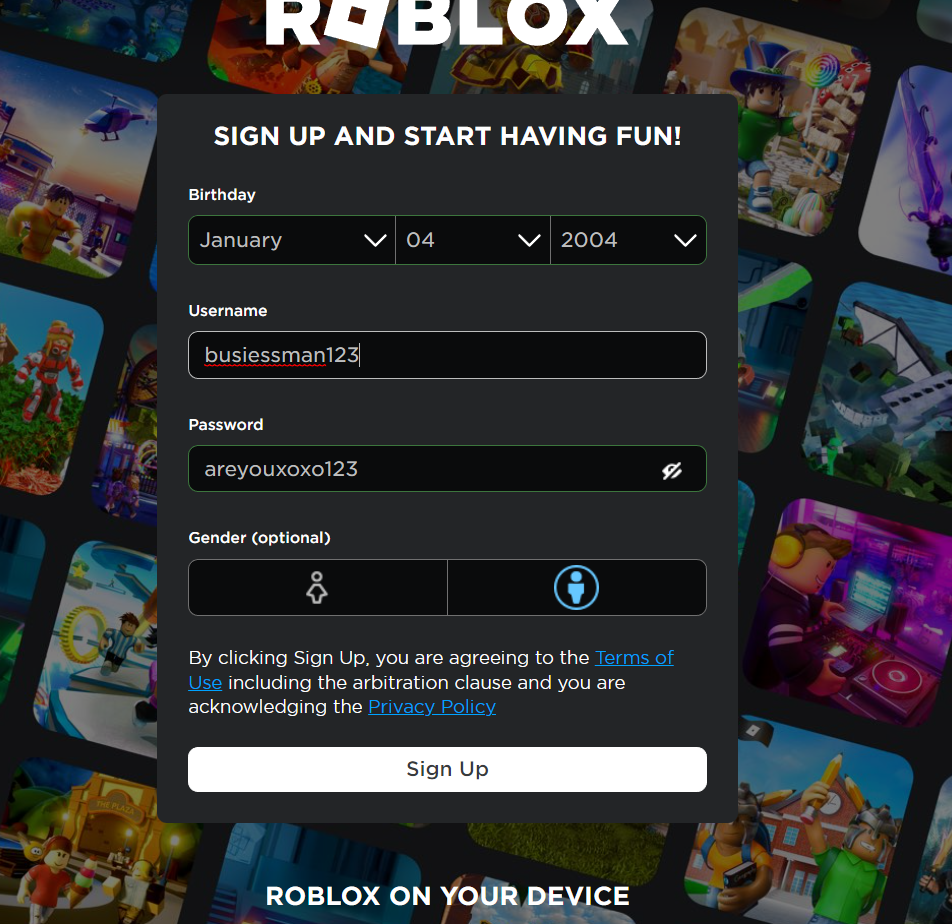 ROBLOX
SIGN UP AND START HAVING FUN!
Birthday
January 04 2004
Username
busiessman123
Password
areyouxoxo123
Gender (optional)
By clicking Sign Up, you are agreeing to the Terms of
Use including the arbitration clause and you are
acknowledging the Privacy Policy
Sign Up
THE PLAZA
ROBLOX ON YOUR DEVICE